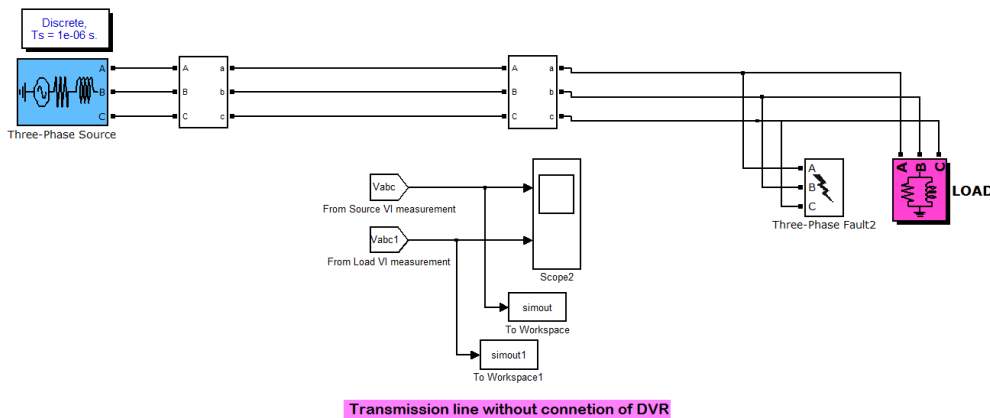 Discrete,
Ts = 1e-06 s.
A
B
C
Three-Phase Source
A
B
C
a
b
c
A
B
C
a
b
c
Vabc
From Source VI measurement
Vabc1
From Load VI measurement
Scope2
simout
To Workspace
simout1
To Workspace1
A
B
C
Three-Phase Fault2
A
B
C
LOAD
Transmission line without connetion of DVR